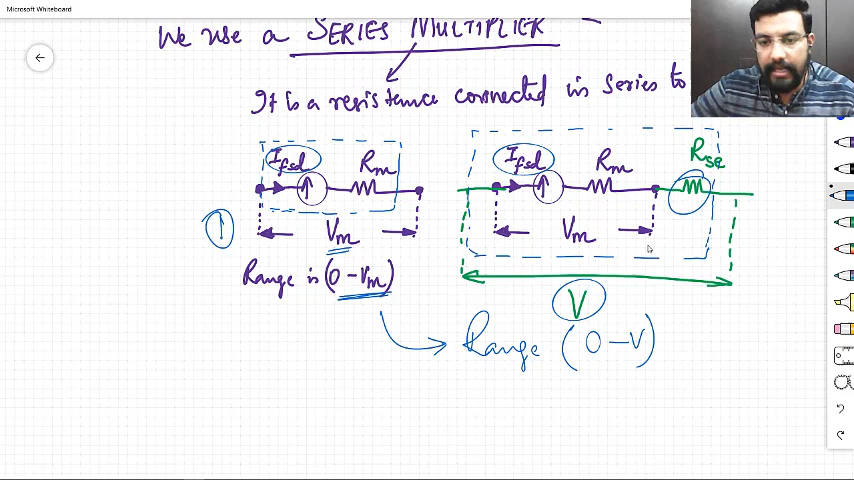 Microsoft Whiteboard
We use a SERIES MULTIPLIER -
It is a resistance connected in series to
Ifsd Rm Ifsd Rm Rse
Vm Vm
Range is (0-Vm)
V
Range (0-V)